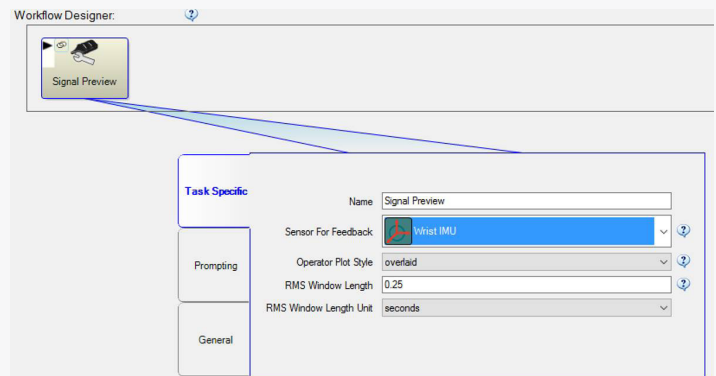 Workflow Designer:
Signal Preview
Task Specific
Name Signal Preview
Sensor For Feedback Wrist IMU
Operator Plot Style overlaid
Prompting
RMS Window Length 0.25
RMS Window Length Unit seconds
General